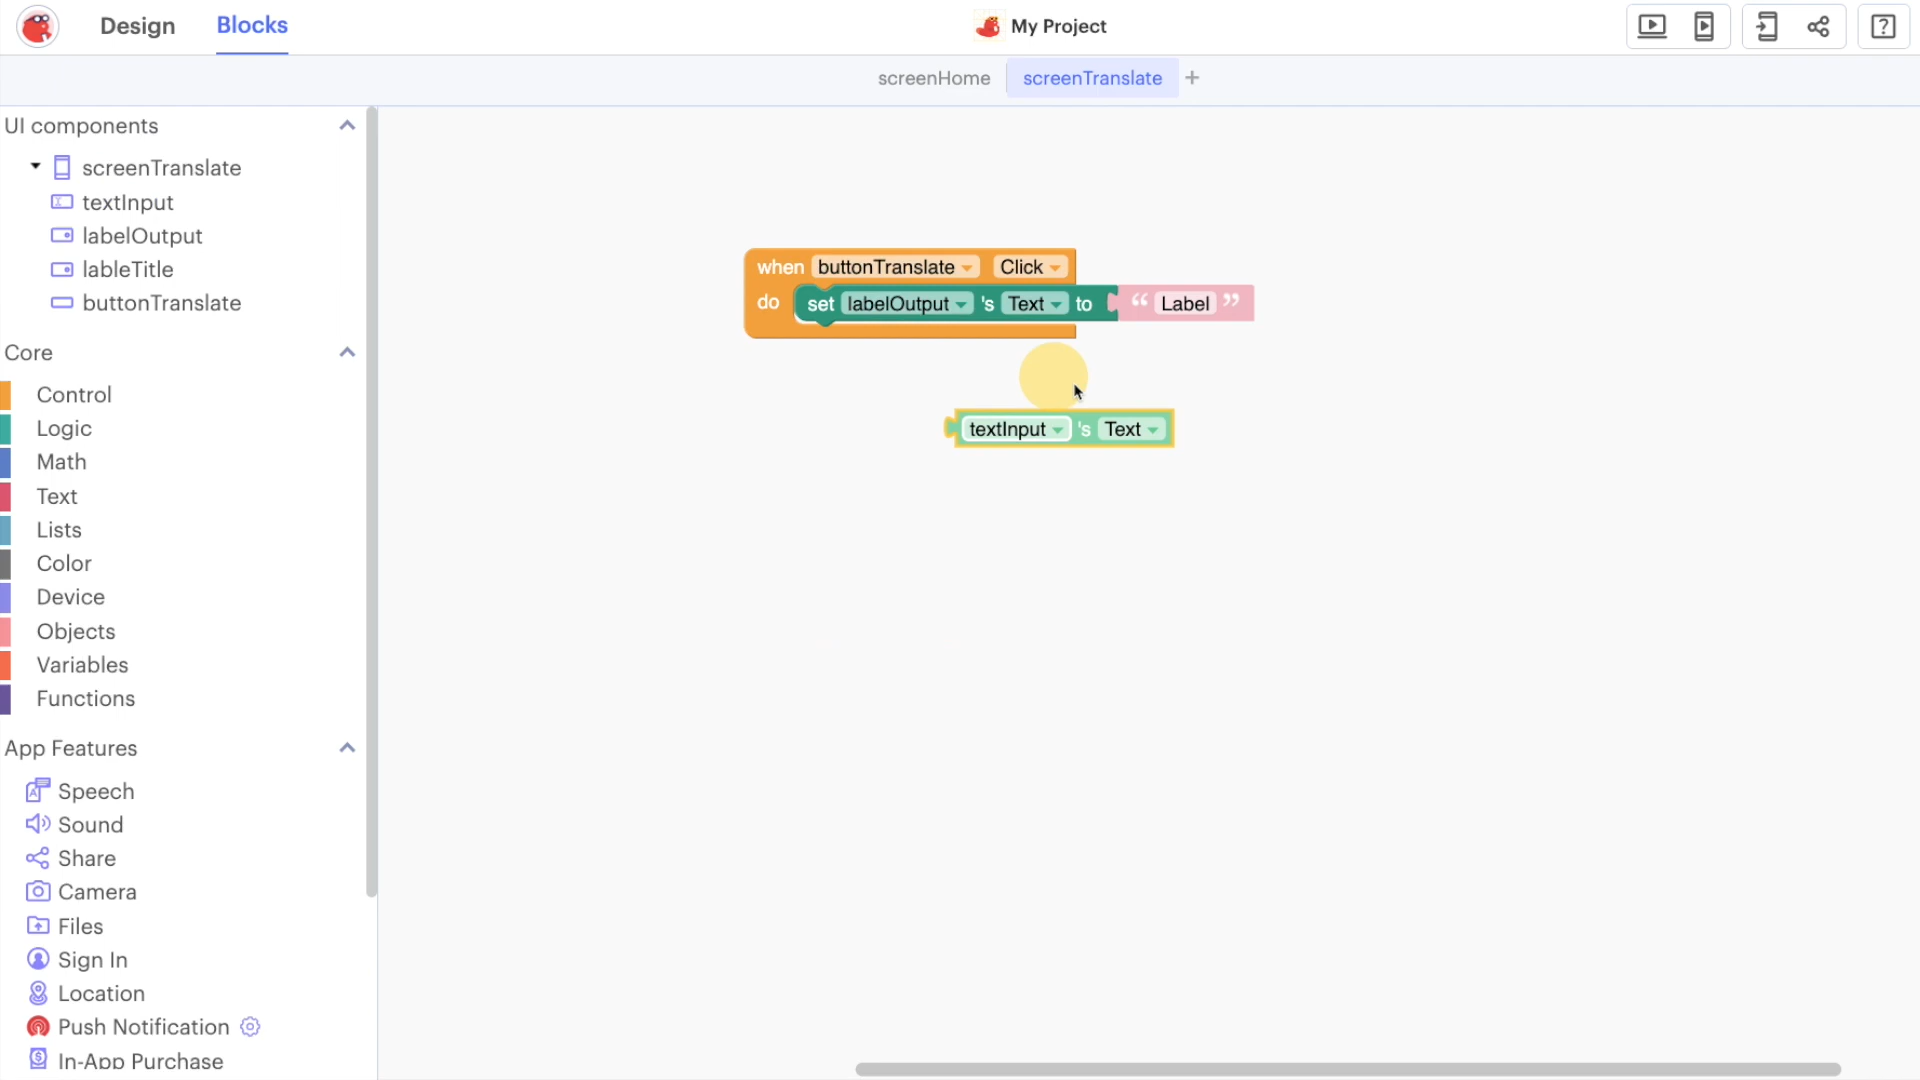 Design Blocks My Project
screenHome screenTranslate +
UI components
screenTranslate
textInput
labelOutput
lableTitle
buttonTranslate
Core
Control
Logic
Math
Text
Lists
Color
Device
Objects
Variables
Functions
App Features
Speech
Sound
Share
Camera
Files
Sign In
Location
Push Notification
In-App Purchase
when buttonTranslate Click
do set labelOutput 's Text to “ Label ”
textInput 's Text